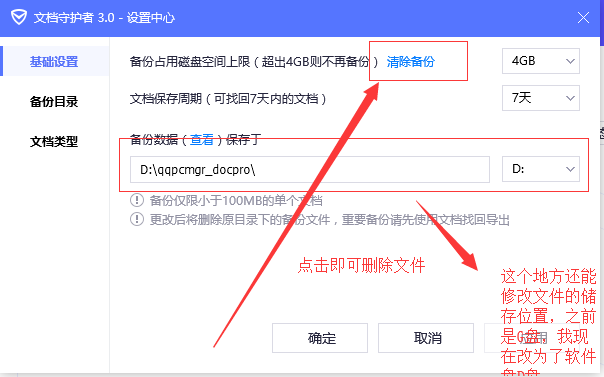 文档守护者 3.0 - 设置中心
基础设置
备份目录
文档类型
备份占用磁盘空间上限（超出4GB则不再备份） 清除备份 4GB
文档保存周期（可找回7天内的文档） 7天
备份数据（查看）保存于
D:\qqpcmgr_docpro\ D:
备份仅限小于100MB的单个文档
更改后将删除原目录下的备份文件，重要备份请先使用文档找回导出
点击即可删除文件
这个地方还能
修改文件的储
存位置，之前
是C盘，我现
在改为了软件
盘D盘
确定 取消